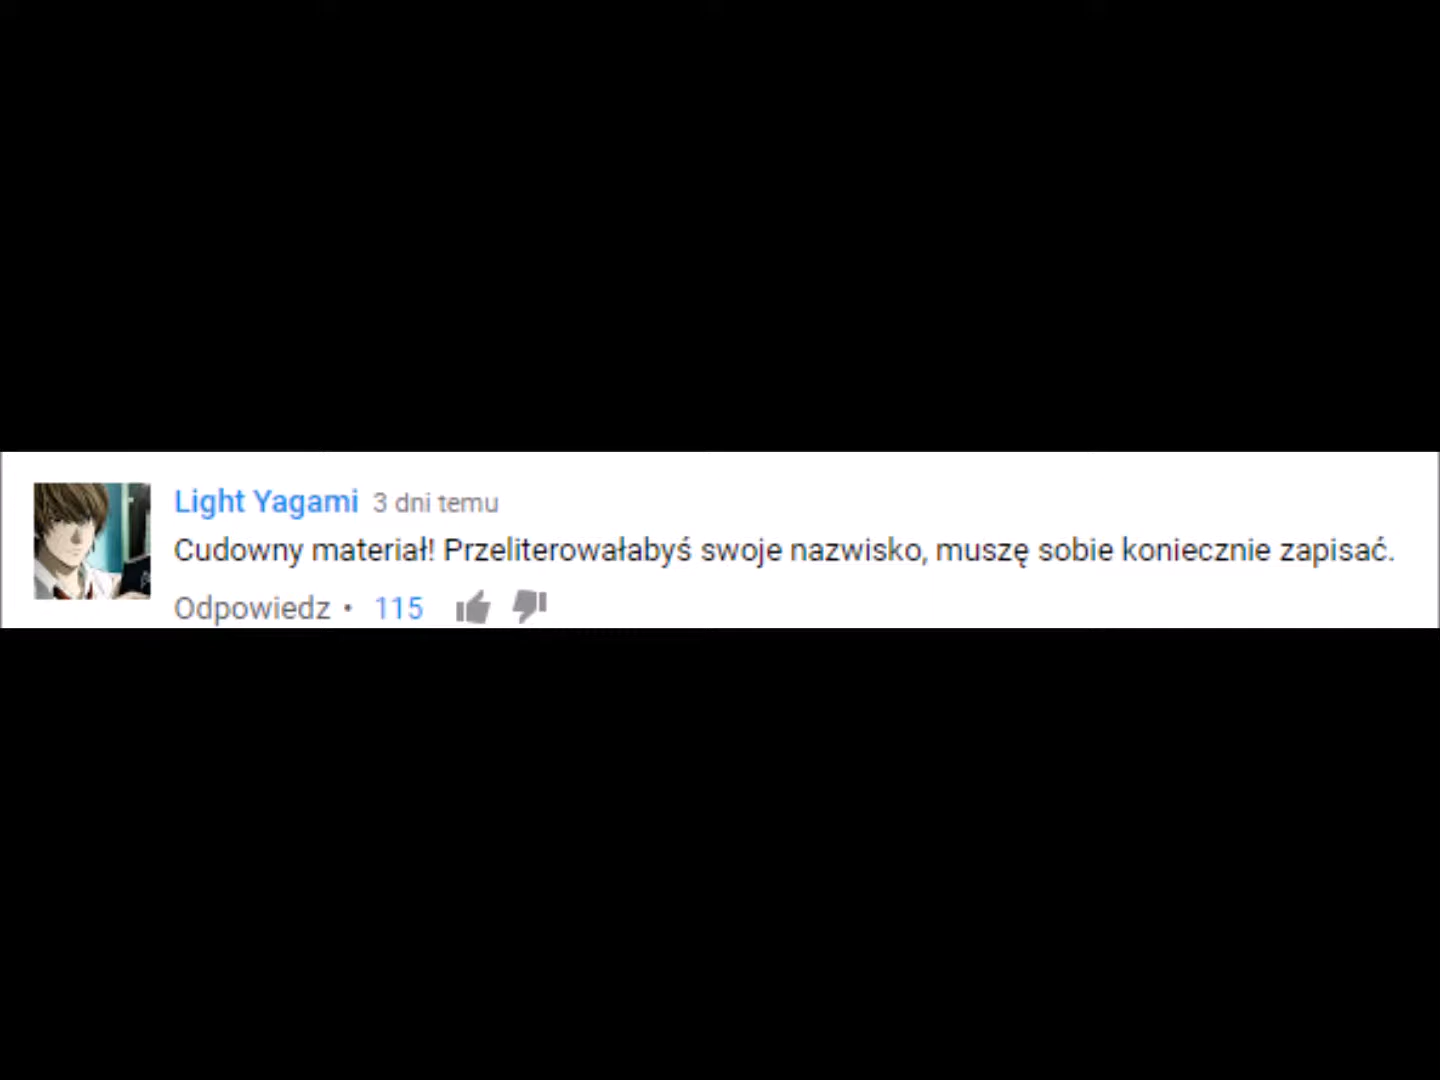 Light Yagami 3 dni temu
Cudowny materiał! Przeliterowałabyś swoje nazwisko, muszę sobie koniecznie zapisać.
Odpowiedz • 115